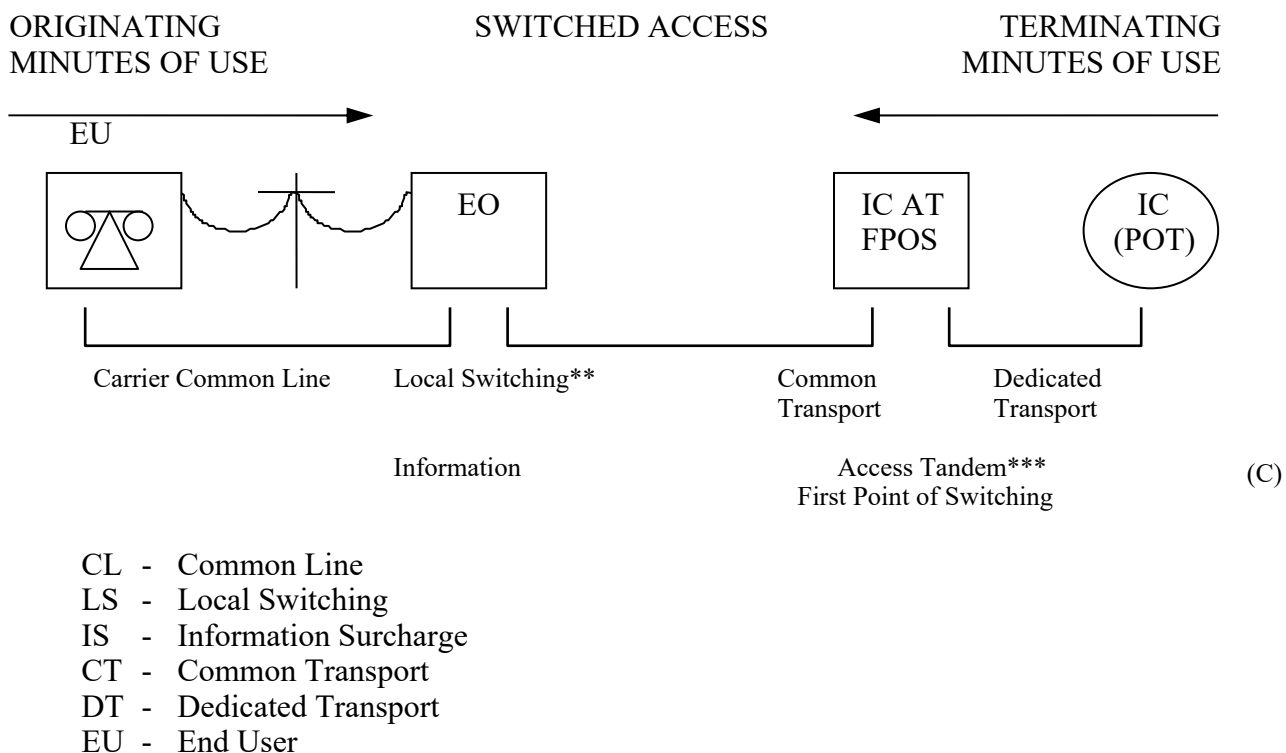 ORIGINATING SWITCHED ACCESS TERMINATING
MINUTES OF USE MINUTES OF USE
EU
EO IC AT IC
FPOS (POT)
Carrier Common Line Local Switching** Common Dedicated
Transport Transport
Information Access Tandem*** (C)
First Point of Switching
CL - Common Line
LS - Local Switching
IS - Information Surcharge
CT - Common Transport
DT - Dedicated Transport
EU - End User